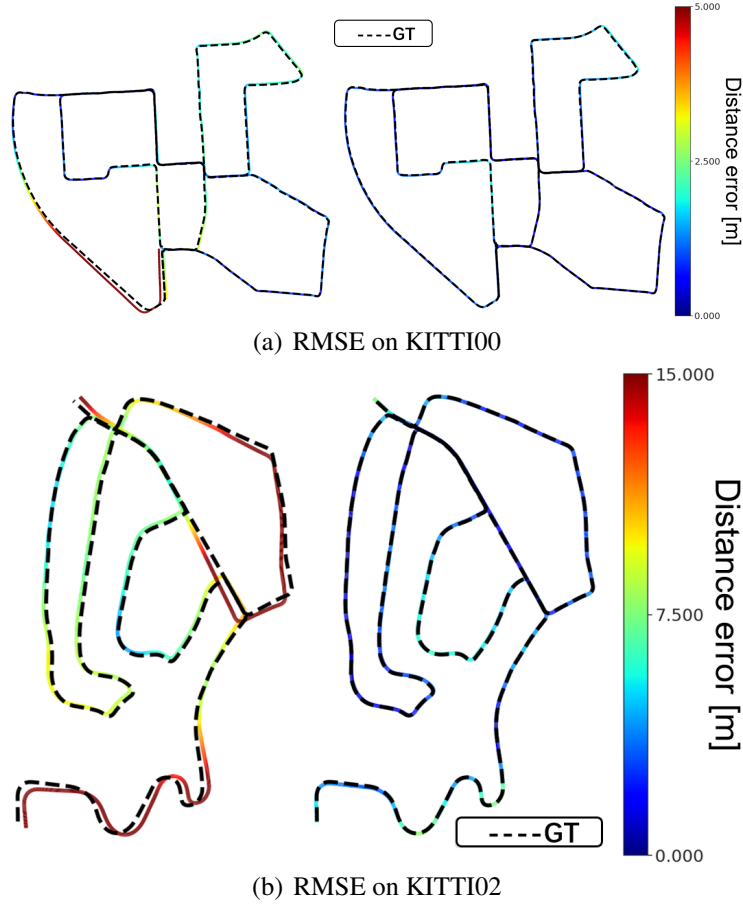 ----GT
5.000
2.500
0.000
Distance error [m]
(a) RMSE on KITTI00
15.000
7.500
0.000
Distance error [m]
----GT
(b) RMSE on KITTI02